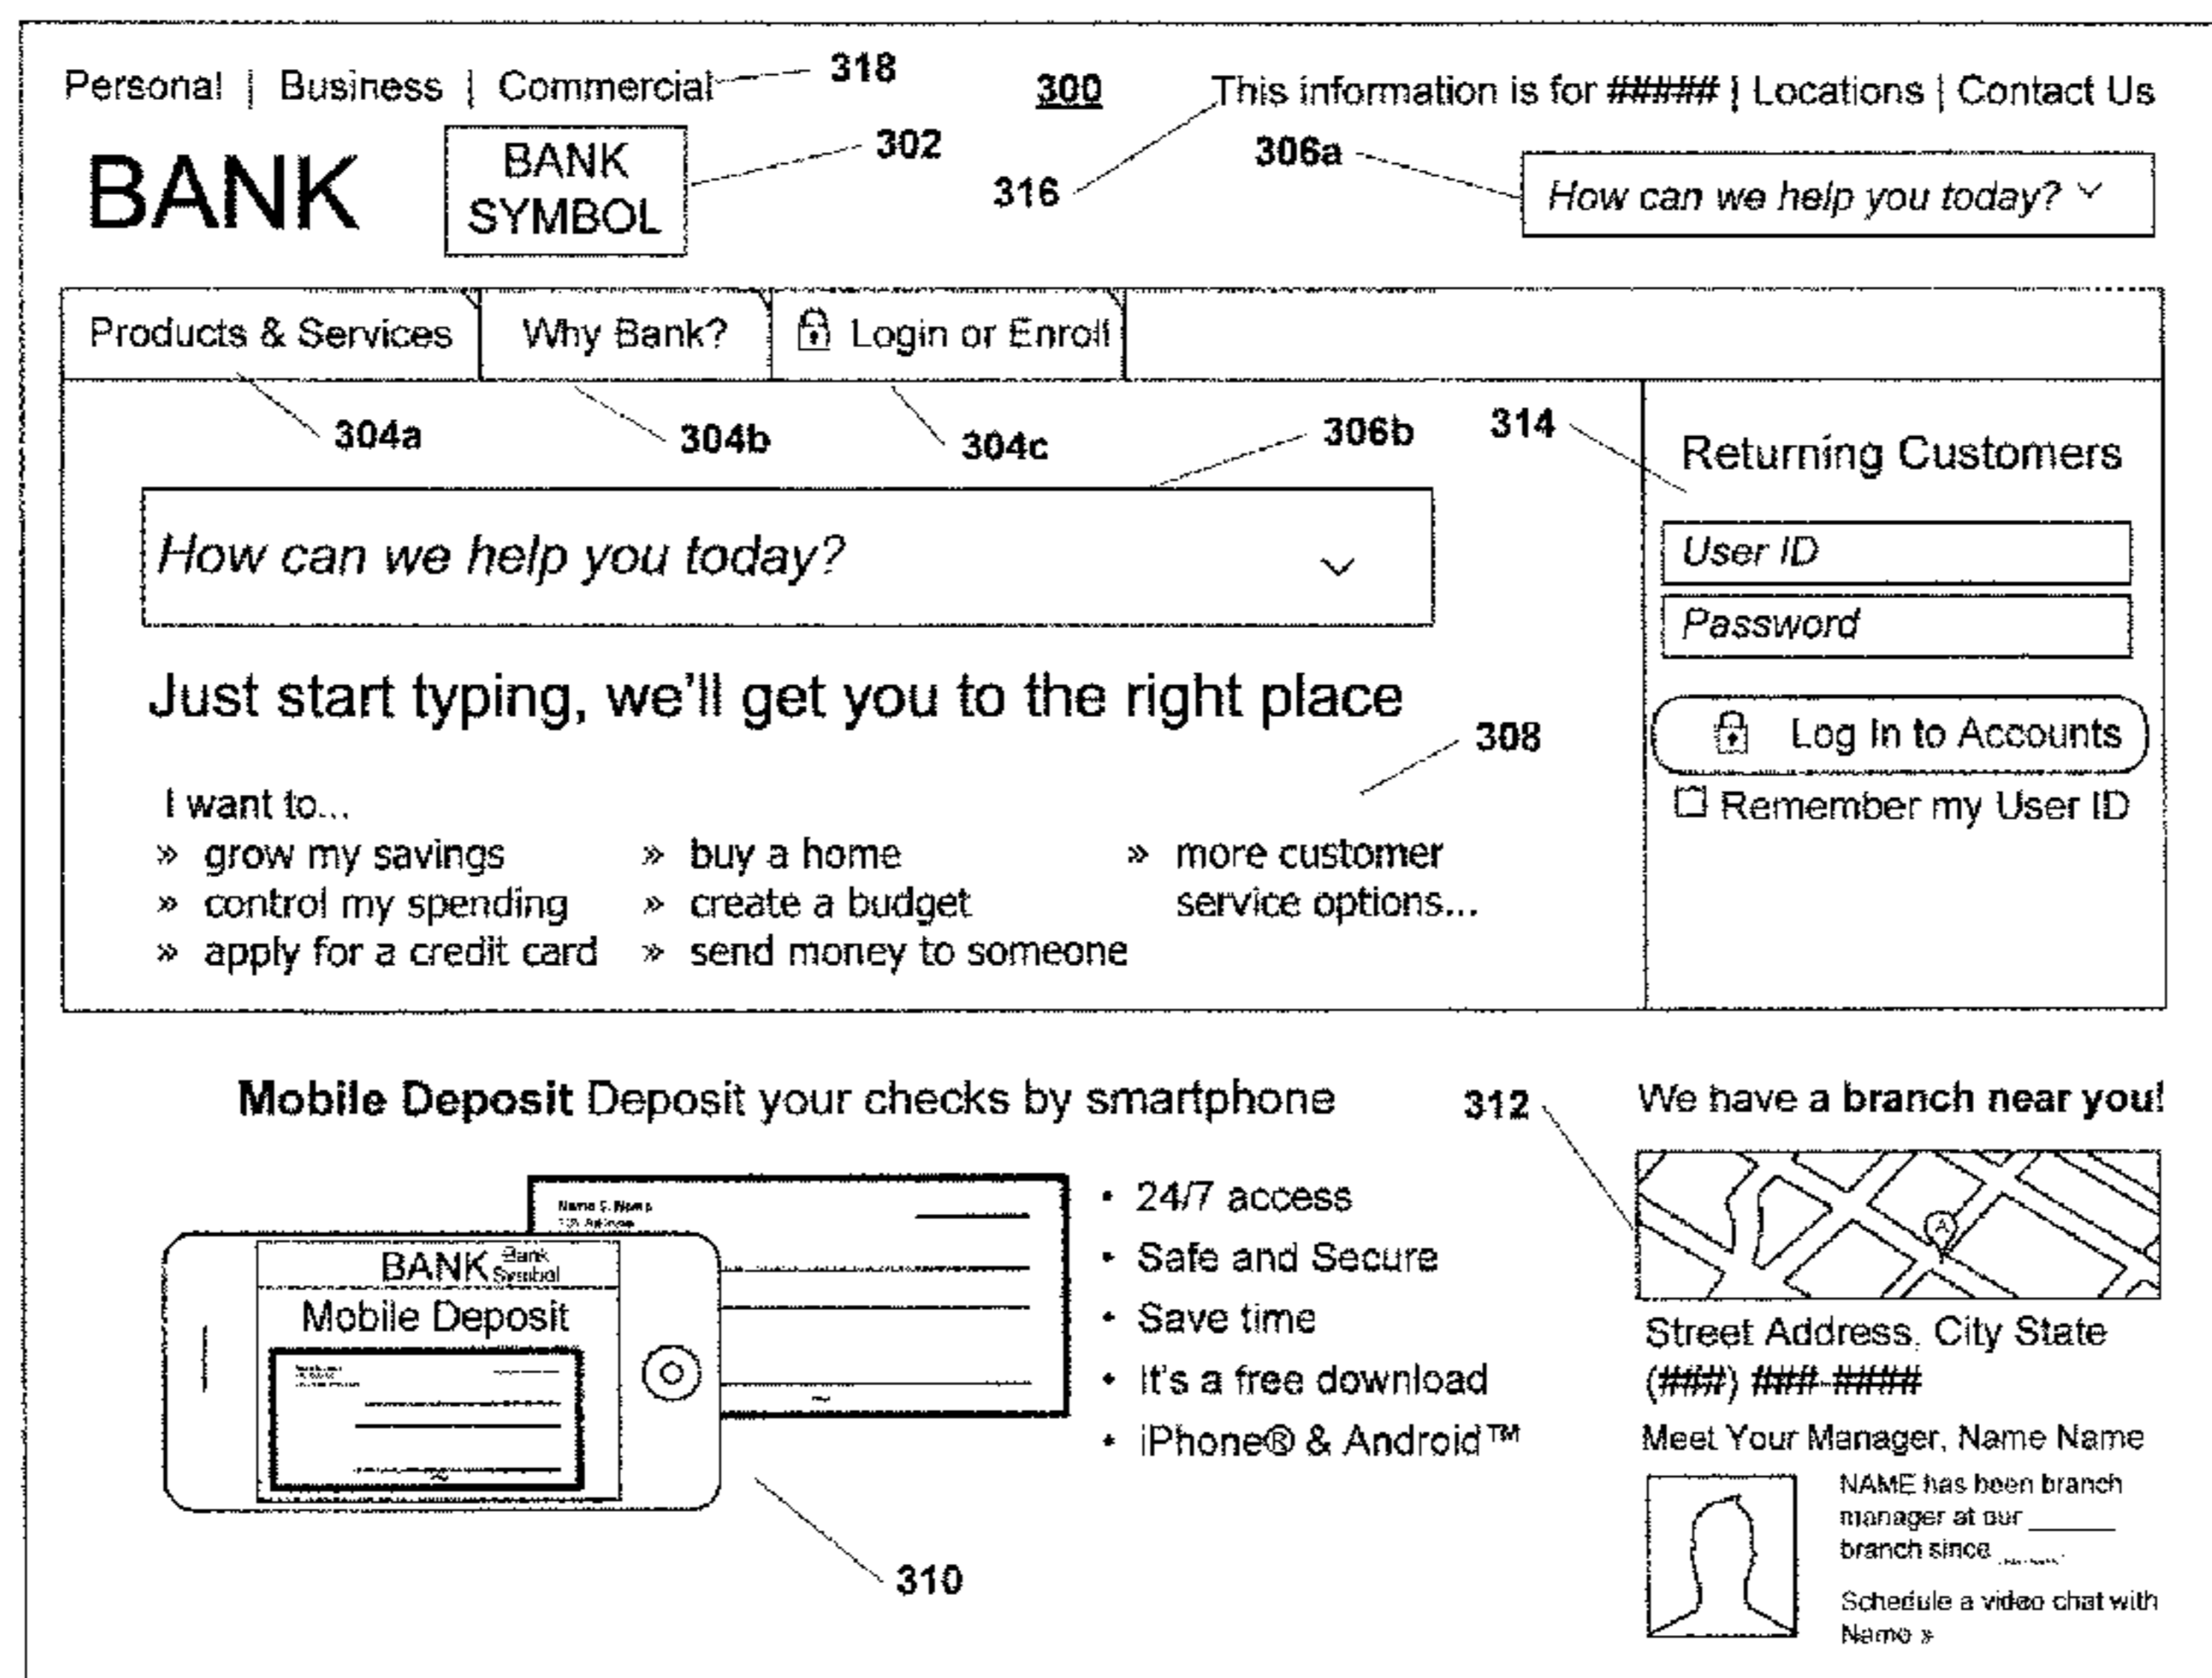 Personal | Business | Commercial 318 300 This information is for ##### | Locations | Contact Us
BANK BANK SYMBOL 302 316 306a
How can we help you today?
Products & Services Why Bank? Login or Enroll
304a 304b 304c 306b 314
Returning Customers
How can we help you today?
User ID
Password
Just start typing, we'll get you to the right place
308
Log In to Accounts
Remember my User ID
I want to...
» grow my savings » buy a home » more customer
» control my spending » create a budget service options...
» apply for a credit card » send money to someone
Mobile Deposit Deposit your checks by smartphone
312
We have a branch near you!
BANK Bank Symbol
Mobile Deposit
• 24/7 access
• Safe and Secure
• Save time
• It's a free download
• iPhone® & Android™
310
A
Street Address, City State
(###) ###-####
Meet Your Manager, Name Name
NAME has been branch
manager at our ______
branch since _____.
Schedule a video chat with
Name »